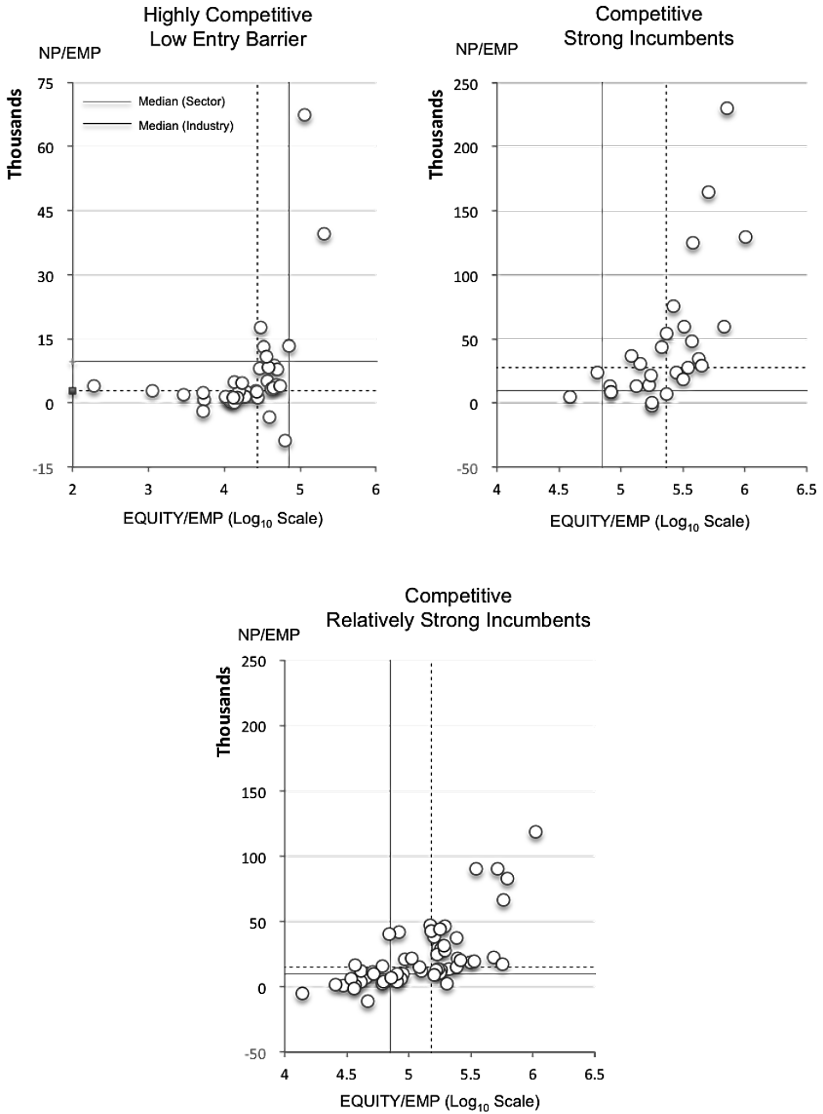 Highly Competitive
Low Entry Barrier
NP/EMP
Thousands
75
60
45
30
15
0
-15
Median (Sector)
Median (Industry)
2
3
4
5
6
EQUITY/EMP (Log10 Scale)
Competitive
Strong Incumbents
NP/EMP
Thousands
250
200
150
100
50
0
-50
4
4.5
5
5.5
6
6.5
EQUITY/EMP (Log10 Scale)
Competitive
Relatively Strong Incumbents
NP/EMP
Thousands
250
200
150
100
50
0
-50
4
4.5
5
5.5
6
6.5
EQUITY/EMP (Log10 Scale)